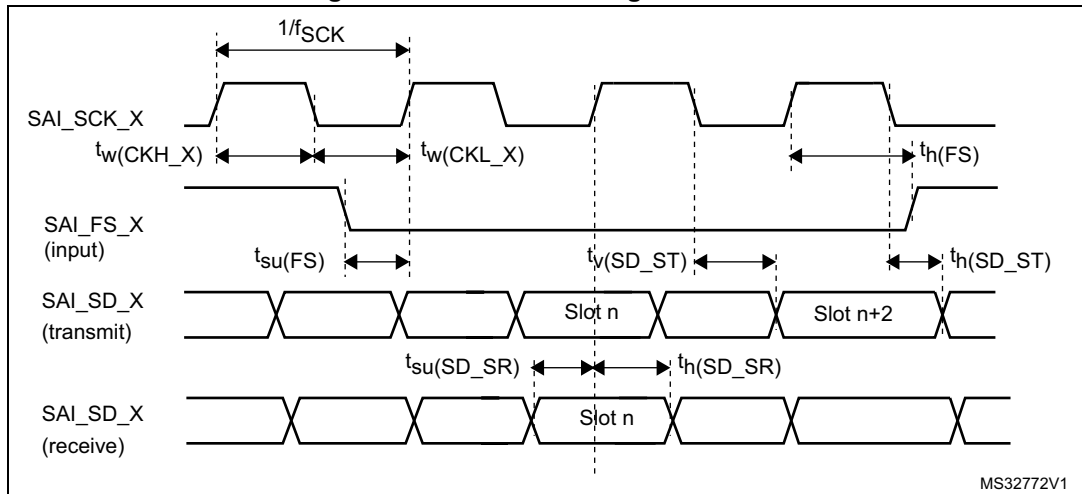 1/fSCK
SAI_SCK_X
tw(CKH_X)
tw(CKL_X)
th(FS)
SAI_FS_X
(input)
tsu(FS)
tv(SD_ST)
th(SD_ST)
SAI_SD_X
(transmit)
Slot n
Slot n+2
tsu(SD_SR)
th(SD_SR)
SAI_SD_X
(receive)
Slot n
MS32772V1